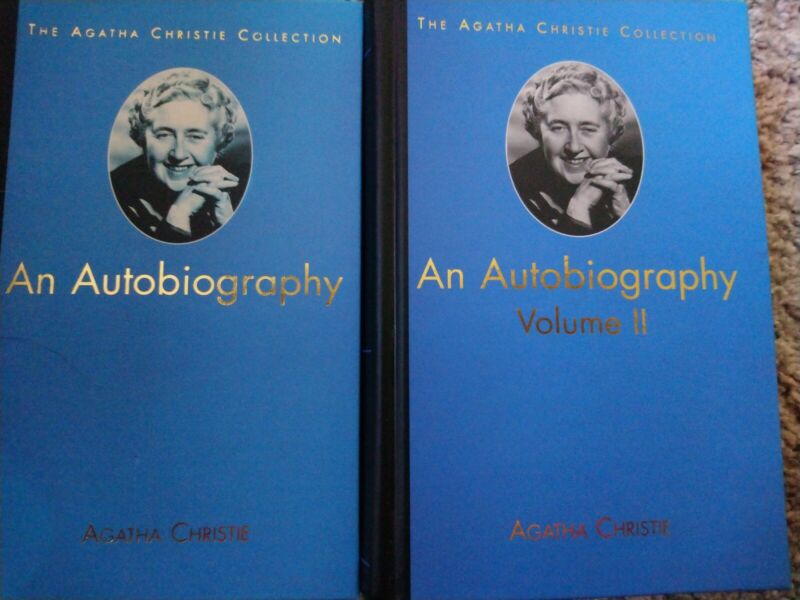 The Agatha Christie Collection
An Autobiography
Agatha Christie
The Agatha Christie Collection
An Autobiography
Volume II
Agatha Christie